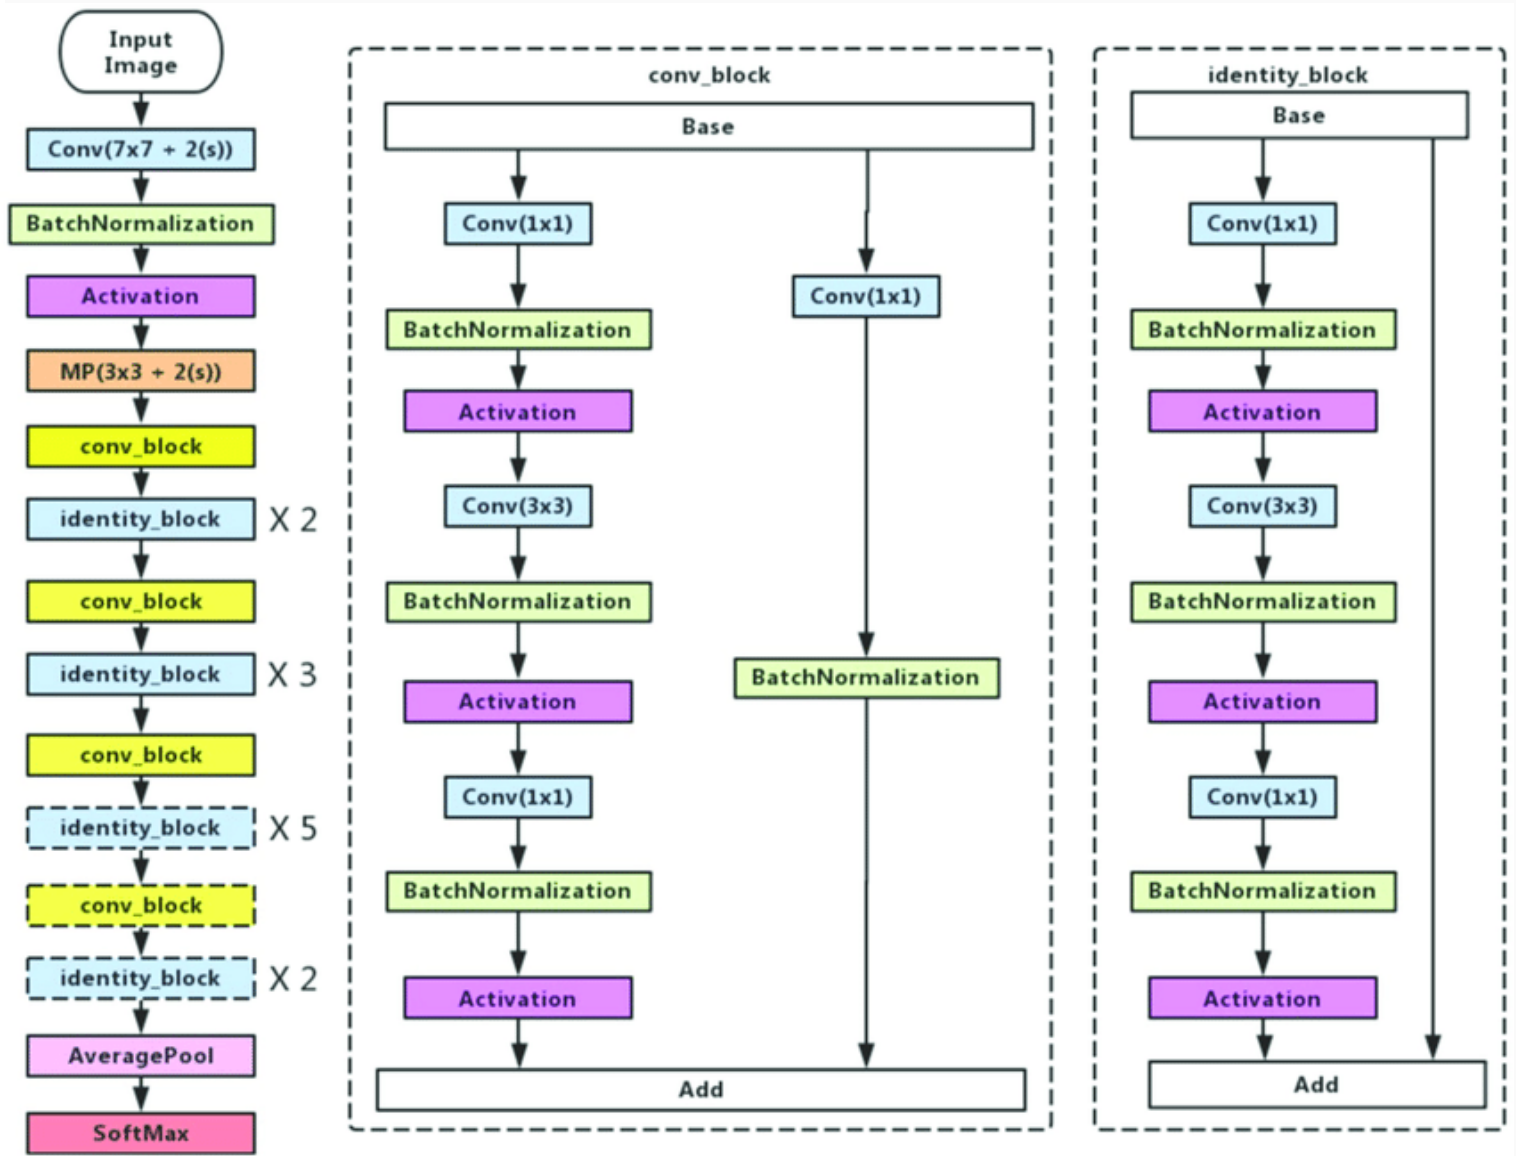 Input
Image
Conv(7x7 + 2(s))
BatchNormalization
Activation
MP(3x3 + 2(s))
conv_block
identity_block X 2
conv_block
identity_block X 3
conv_block
identity_block X 5
conv_block
identity_block X 2
AveragePool
SoftMax
conv_block
Base
Conv(1x1)
BatchNormalization
Activation
Conv(3x3)
BatchNormalization
Activation
Conv(1x1)
BatchNormalization
Activation
Conv(1x1)
BatchNormalization
Add
identity_block
Base
Conv(1x1)
BatchNormalization
Activation
Conv(3x3)
BatchNormalization
Activation
Conv(1x1)
BatchNormalization
Activation
Add